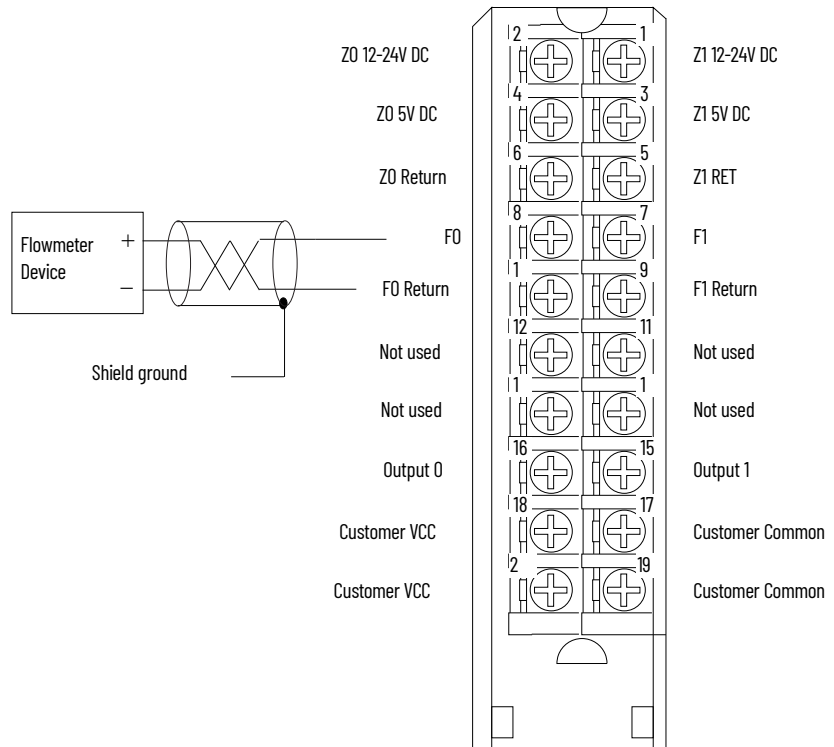 2 1
Z0 12-24V DC Z1 12-24V DC
4 3
Z0 5V DC Z1 5V DC
6 5
Z0 Return Z1 RET
8 7
Flowmeter
Device
+
−
F0 F1
1 9
F0 Return F1 Return
12 11
Not used Not used
Shield ground
1 1
Not used Not used
16 15
Output 0 Output 1
18 17
Customer VCC Customer Common
2 19
Customer VCC Customer Common